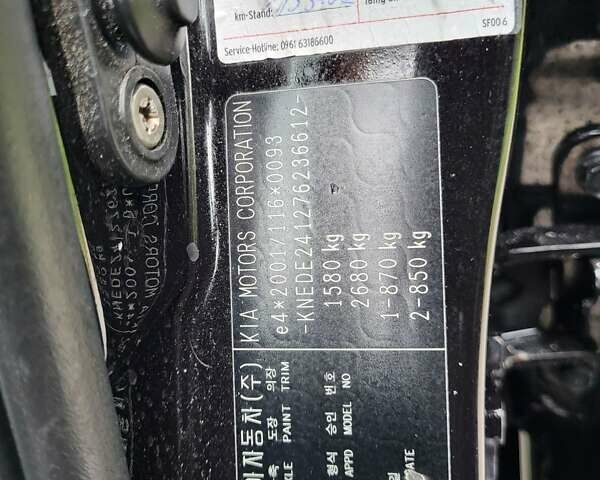 km-Stand:
Service-Hotline: 0961 63186600
SF00 6
KIA MOTORS CORPORATION
e4*2001/116*0093
-KNEDE241276236612-
1580 kg
2680 kg
1-870 kg
2-850 kg
자동차(주)
도장 의장
PAINT TRIM
형식 승인 번호
APPD MODEL NO